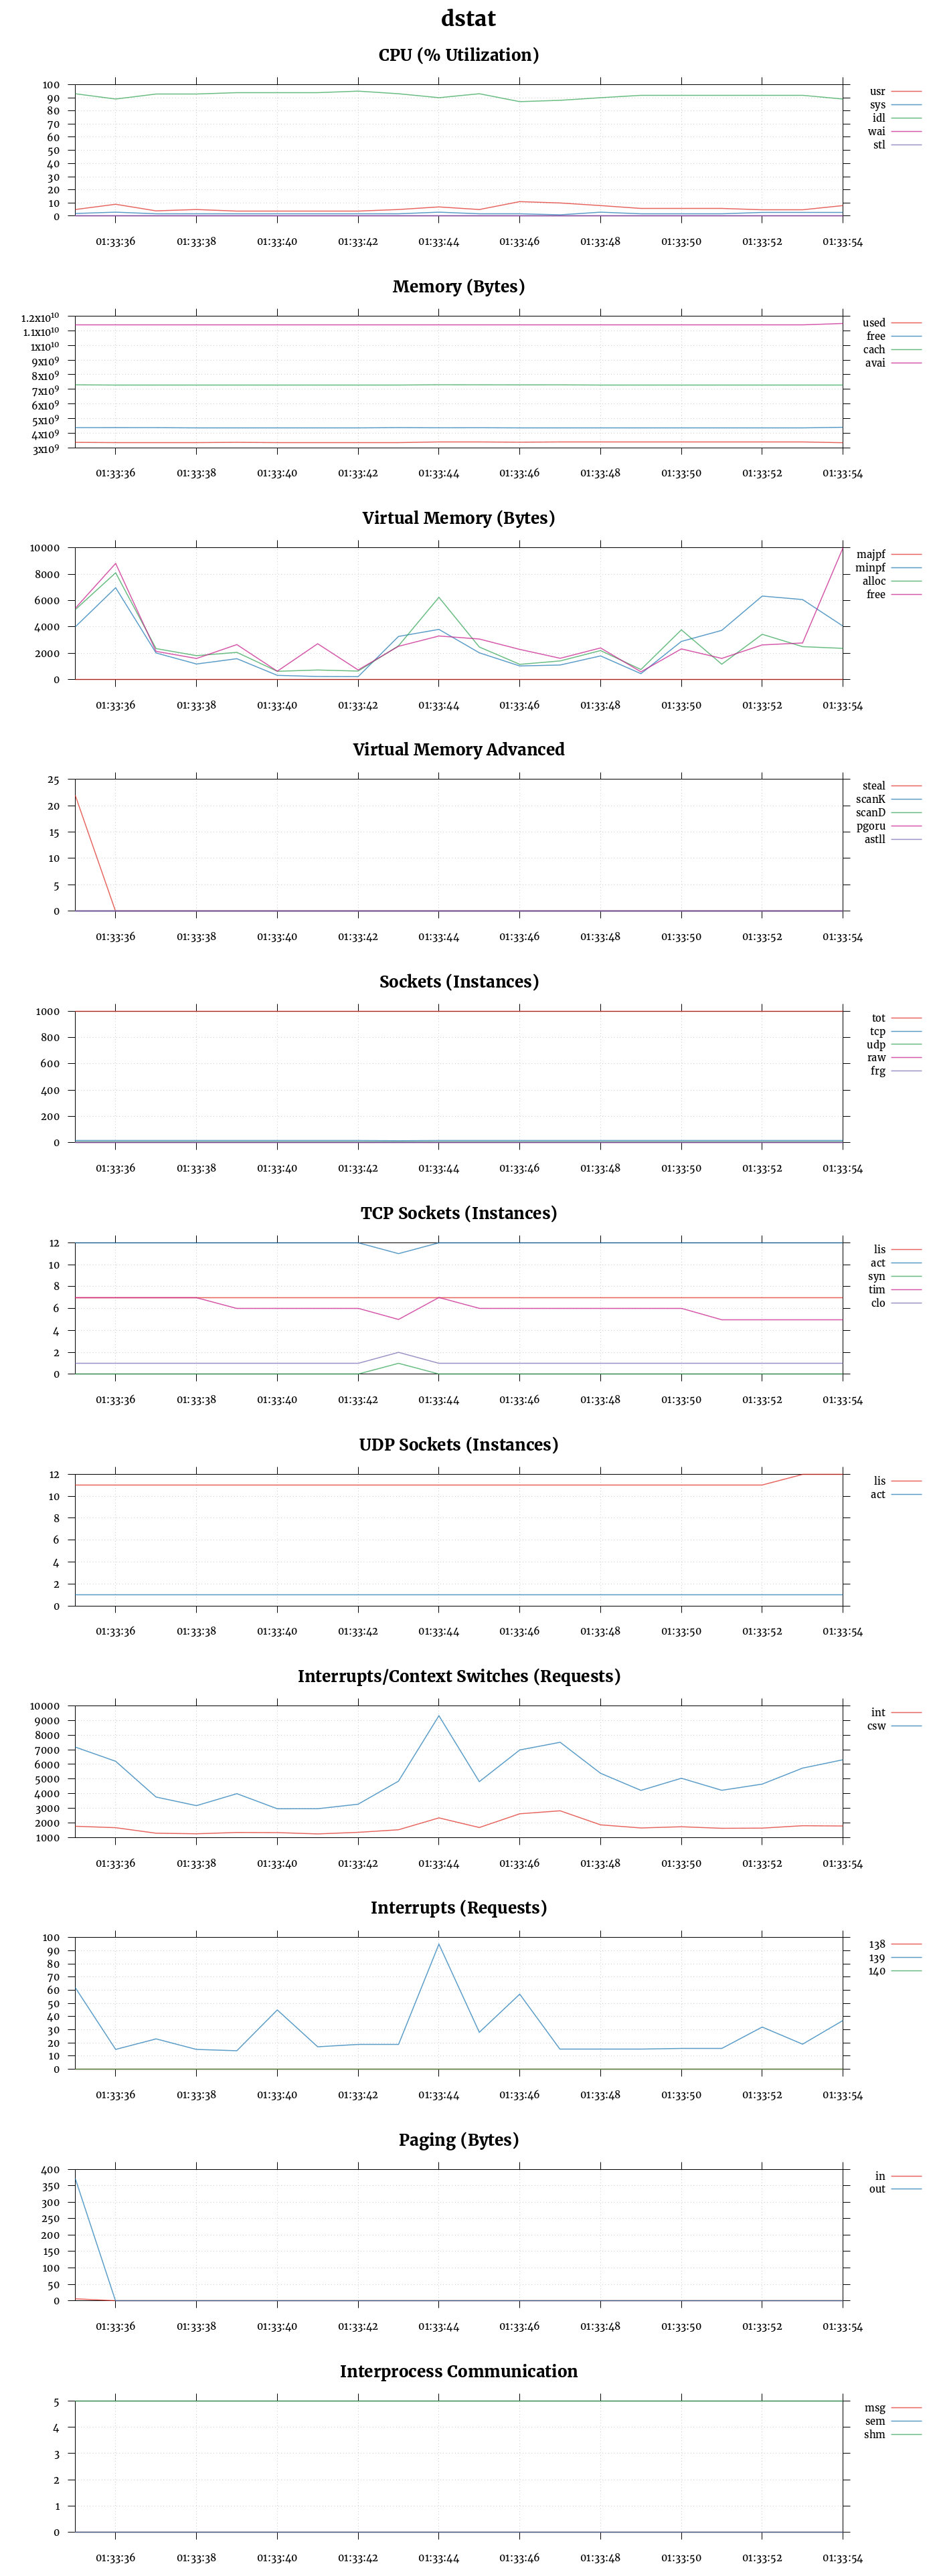 dstat
CPU (% Utilization)
100
90
80
70
60
50
40
30
20
10
0
usr
sys
idl
wai
stl
01:33:36 01:33:38 01:33:40 01:33:42 01:33:44 01:33:46 01:33:48 01:33:50 01:33:52 01:33:54
Memory (Bytes)
1.2x10¹⁰
1.1x10¹⁰
1x10¹⁰
9x10⁹
8x10⁹
7x10⁹
6x10⁹
5x10⁹
4x10⁹
3x10⁹
used
free
cach
avai
01:33:36 01:33:38 01:33:40 01:33:42 01:33:44 01:33:46 01:33:48 01:33:50 01:33:52 01:33:54
Virtual Memory (Bytes)
10000
8000
6000
4000
2000
0
majpf
minpf
alloc
free
01:33:36 01:33:38 01:33:40 01:33:42 01:33:44 01:33:46 01:33:48 01:33:50 01:33:52 01:33:54
Virtual Memory Advanced
25
20
15
10
5
0
steal
scanK
scanD
pgoru
astll
01:33:36 01:33:38 01:33:40 01:33:42 01:33:44 01:33:46 01:33:48 01:33:50 01:33:52 01:33:54
Sockets (Instances)
1000
800
600
400
200
0
tot
tcp
udp
raw
frg
01:33:36 01:33:38 01:33:40 01:33:42 01:33:44 01:33:46 01:33:48 01:33:50 01:33:52 01:33:54
TCP Sockets (Instances)
12
10
8
6
4
2
0
lis
act
syn
tim
clo
01:33:36 01:33:38 01:33:40 01:33:42 01:33:44 01:33:46 01:33:48 01:33:50 01:33:52 01:33:54
UDP Sockets (Instances)
12
10
8
6
4
2
0
lis
act
01:33:36 01:33:38 01:33:40 01:33:42 01:33:44 01:33:46 01:33:48 01:33:50 01:33:52 01:33:54
Interrupts/Context Switches (Requests)
10000
9000
8000
7000
6000
5000
4000
3000
2000
1000
int
csw
01:33:36 01:33:38 01:33:40 01:33:42 01:33:44 01:33:46 01:33:48 01:33:50 01:33:52 01:33:54
Interrupts (Requests)
100
90
80
70
60
50
40
30
20
10
0
138
139
140
01:33:36 01:33:38 01:33:40 01:33:42 01:33:44 01:33:46 01:33:48 01:33:50 01:33:52 01:33:54
Paging (Bytes)
400
350
300
250
200
150
100
50
0
in
out
01:33:36 01:33:38 01:33:40 01:33:42 01:33:44 01:33:46 01:33:48 01:33:50 01:33:52 01:33:54
Interprocess Communication
5
4
3
2
1
0
msg
sem
shm
01:33:36 01:33:38 01:33:40 01:33:42 01:33:44 01:33:46 01:33:48 01:33:50 01:33:52 01:33:54